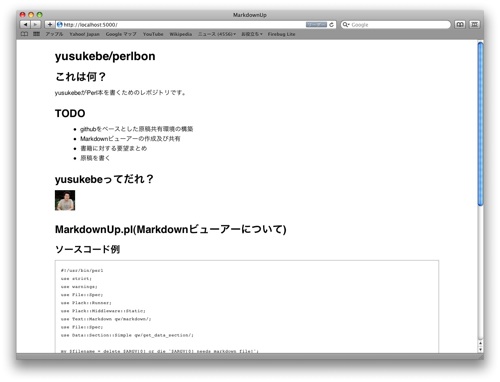 MarkdownUp
http://localhost:5000/
Google
アップル Yahoo! Japan Google マップ YouTube Wikipedia ニュース (4556) お役立ち Firebug Lite
yusukebe/perlbon
これは何？
yusukebeがPerl本を書くためのレポジトリです。
TODO
githubをベースとした原稿共有環境の構築
Markdownビューアーの作成及び共有
書籍に対する要望まとめ
原稿を書く
yusukebeってだれ？
MarkdownUp.pl(Markdownビューアーについて)
ソースコード例
#!/usr/bin/perl
use strict;
use warnings;
use File::Spec;
use Plack::Runner;
use Plack::Middleware::Static;
use Text::Markdown qw/markdown/;
use File::Spec;
use Data::Section::Simple qw/get_data_section/;
my $filename = delete $ARGV[0] or die '$ARGV[0] needs markdown file!';